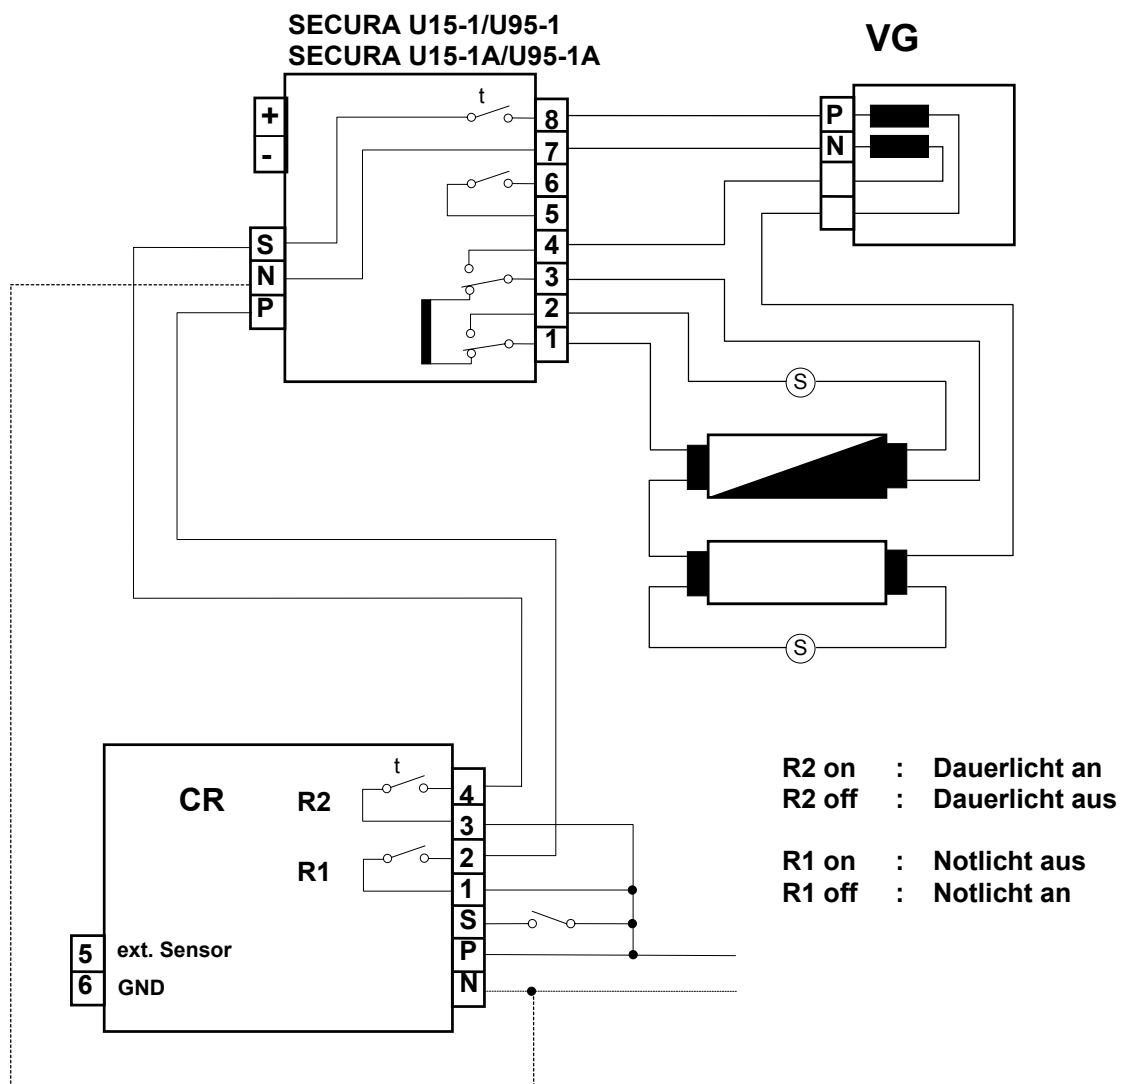 SECURA U15-1/U95-1
SECURA U15-1A/U95-1A
VG
+
-
S
N
P
t
8
7
6
5
4
3
2
1
P
N
S
S
CR
R2
t
R1
4
3
2
1
S
P
N
5 ext. Sensor
6 GND
R2 on : Dauerlicht an
R2 off : Dauerlicht aus
R1 on : Notlicht aus
R1 off : Notlicht an